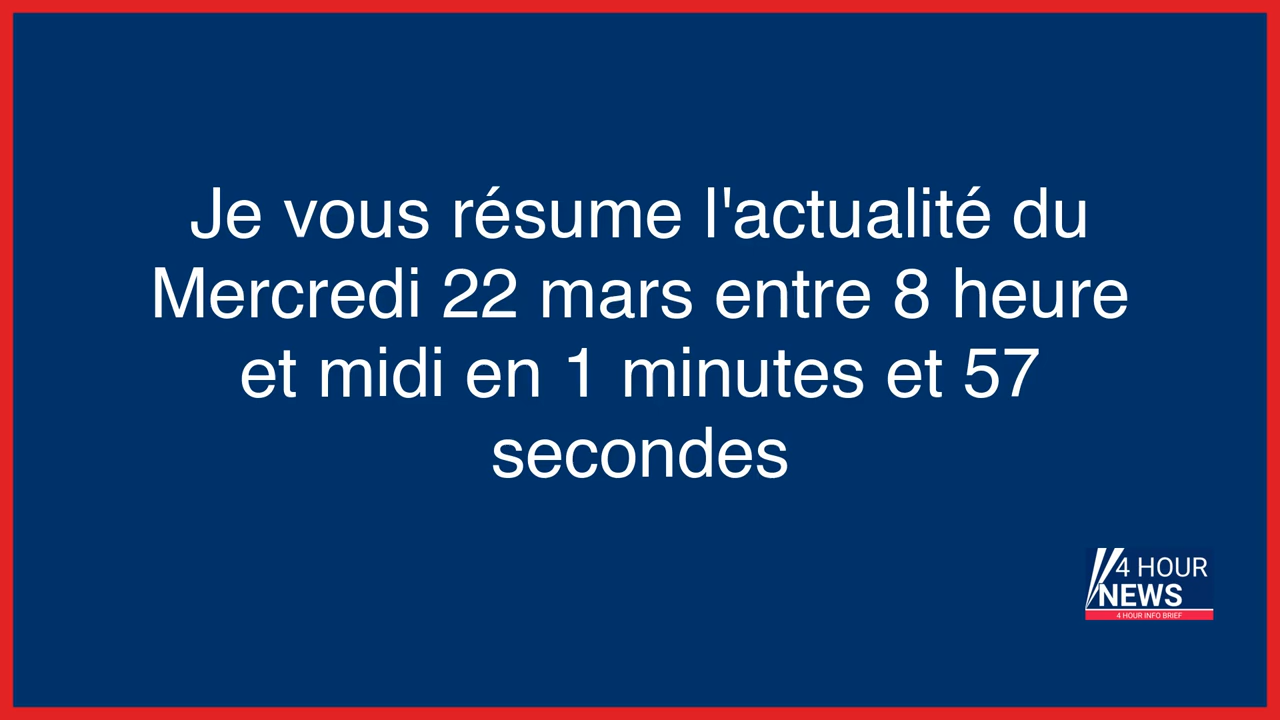 Je vous résume l'actualité du
Mercredi 22 mars entre 8 heure
et midi en 1 minutes et 57
secondes
4 HOUR
NEWS
4 HOUR INFO BRIEF